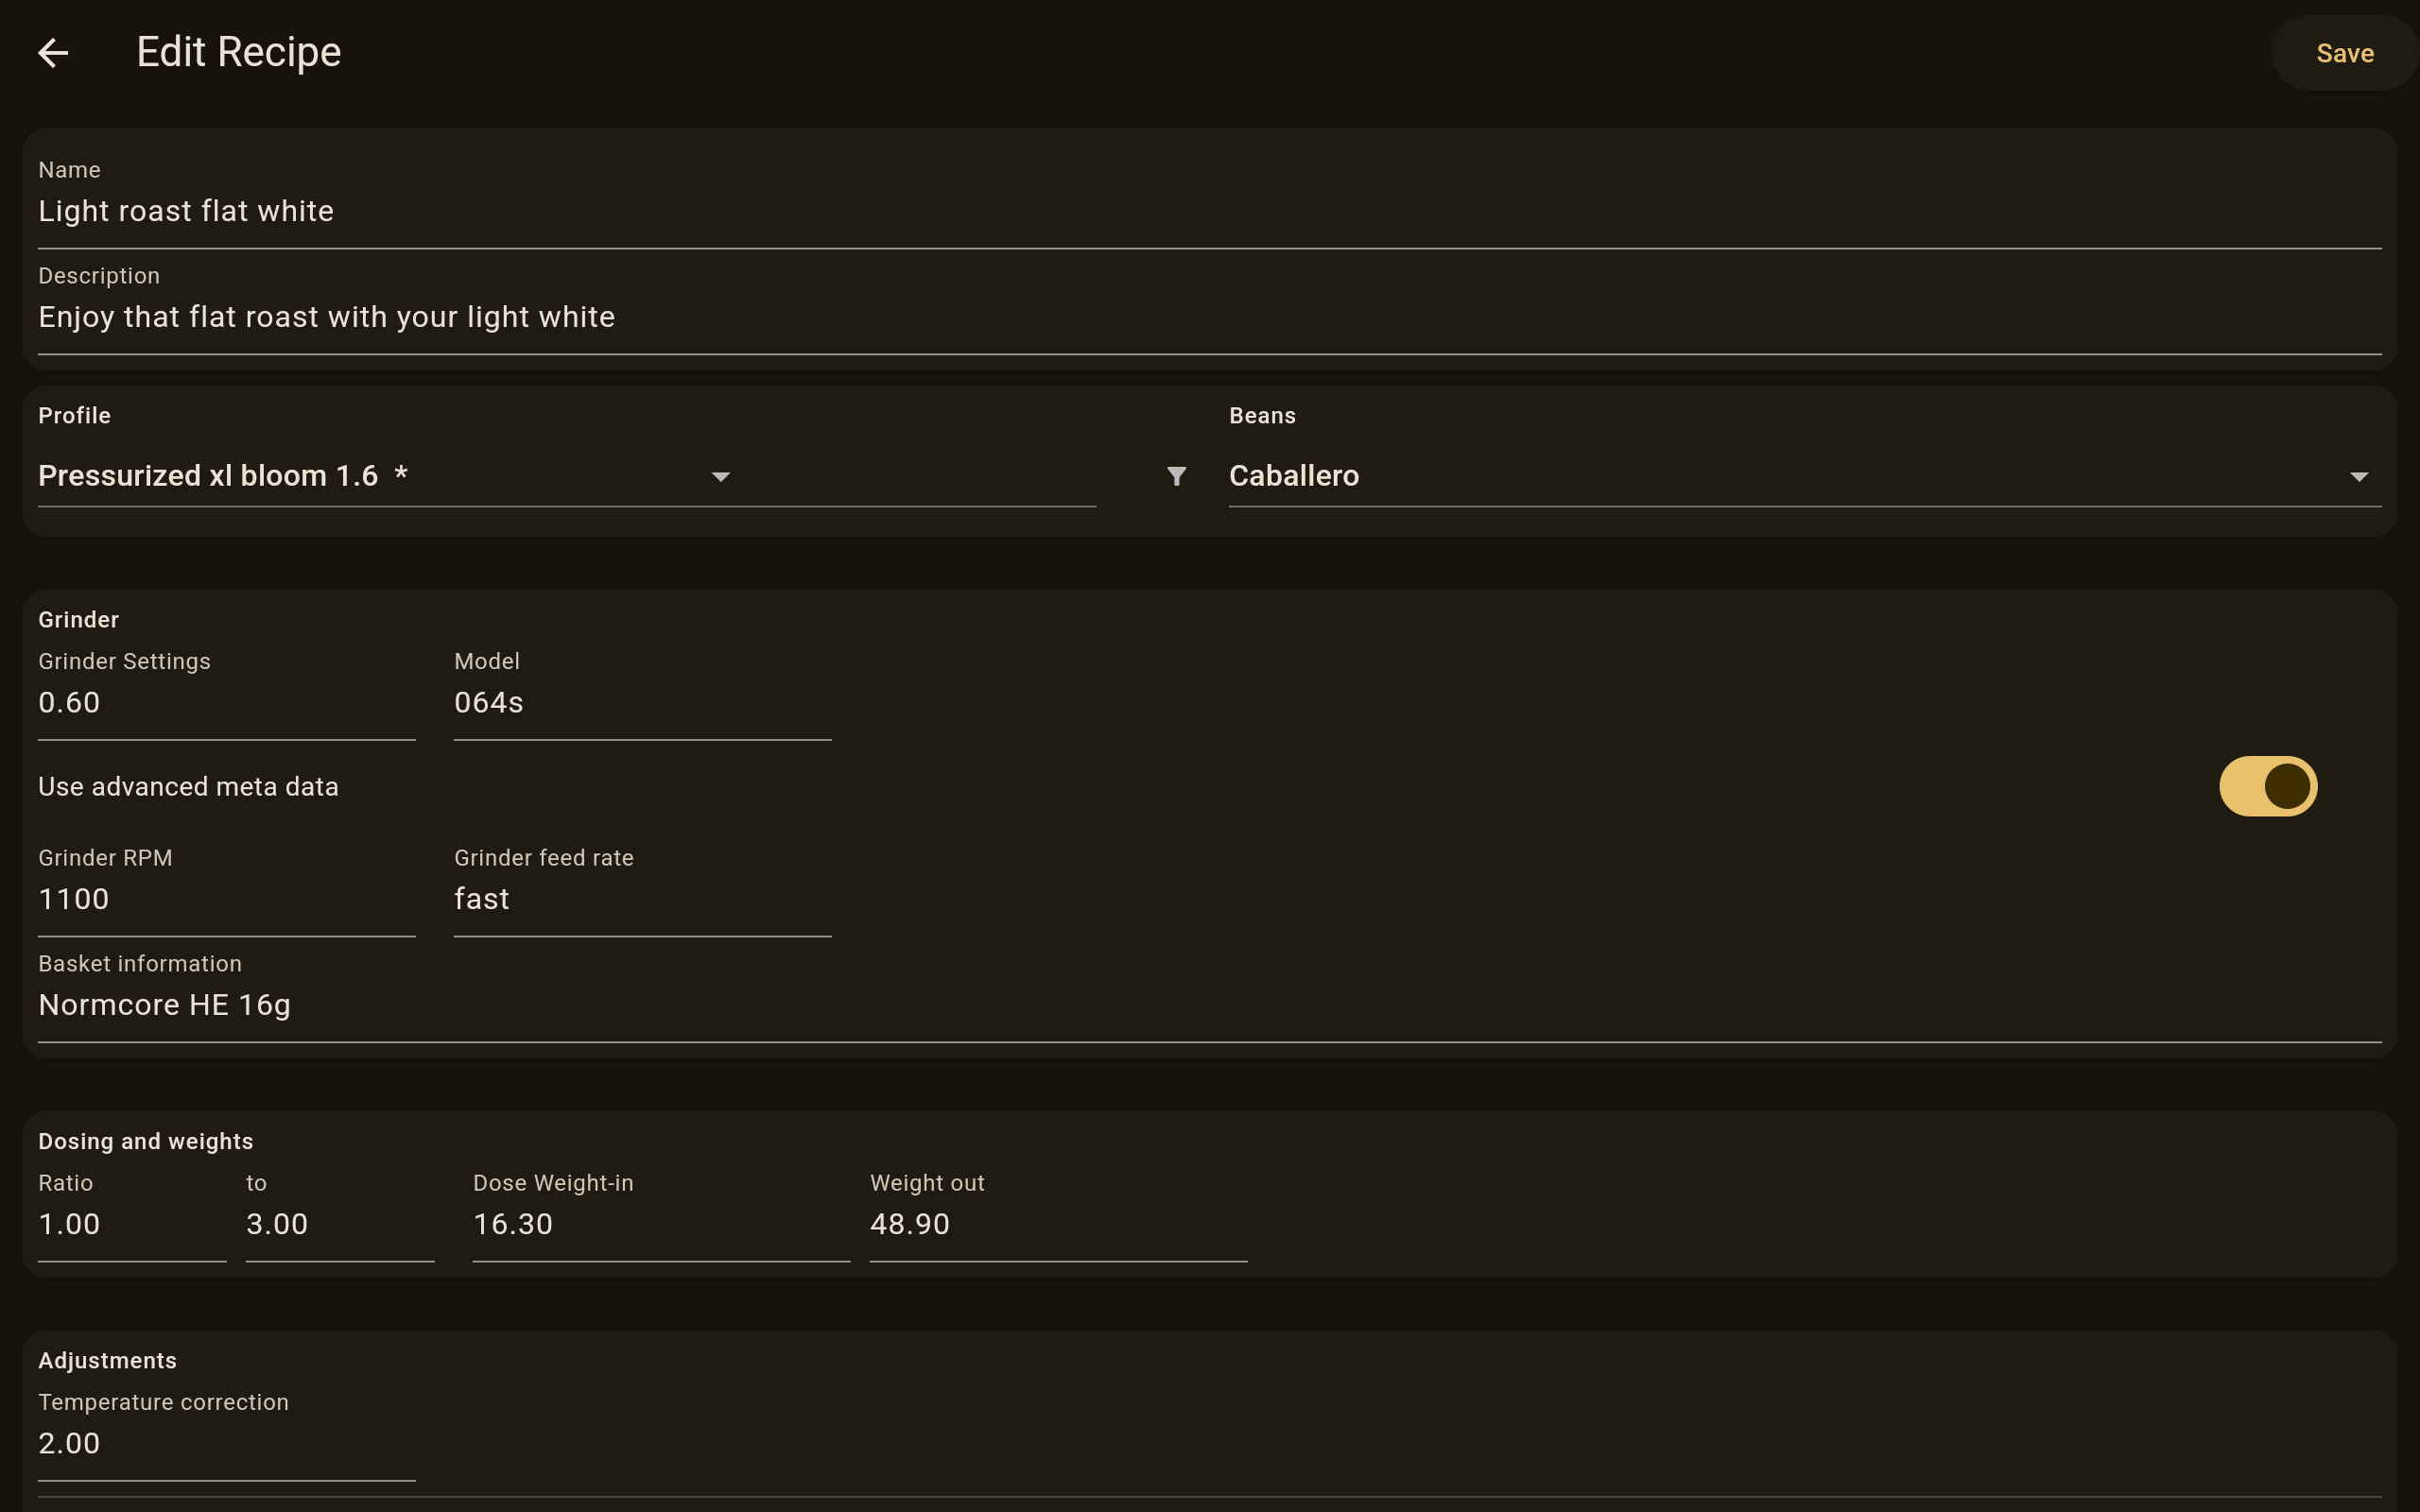 Edit Recipe
Save
Name
Light roast flat white
Description
Enjoy that flat roast with your light white
Profile
Beans
Pressurized xl bloom 1.6 *
Caballero
Grinder
Grinder Settings
Model
0.60
064s
Use advanced meta data
Grinder RPM
Grinder feed rate
1100
fast
Basket information
Normcore HE 16g
Dosing and weights
Ratio
to
Dose Weight-in
Weight out
1.00
3.00
16.30
48.90
Adjustments
Temperature correction
2.00